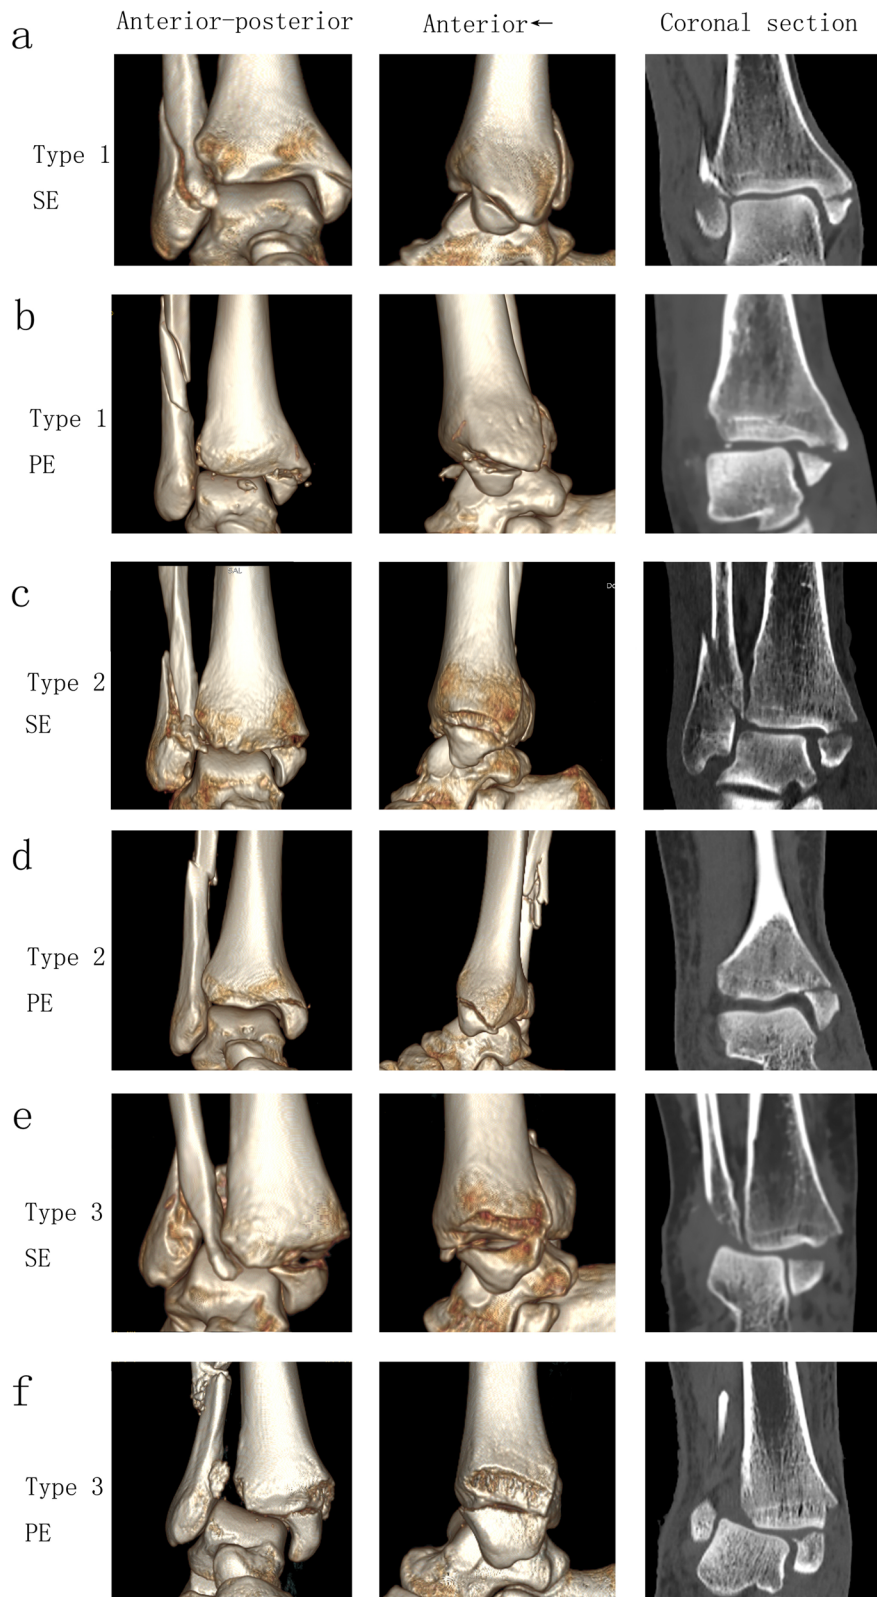 Anterior-posterior
Anterior←
Coronal section
a
Type 1
SE
b
Type 1
PE
c
SAL
Type 2
SE
d
Type 2
PE
e
Type 3
SE
f
Type 3
PE